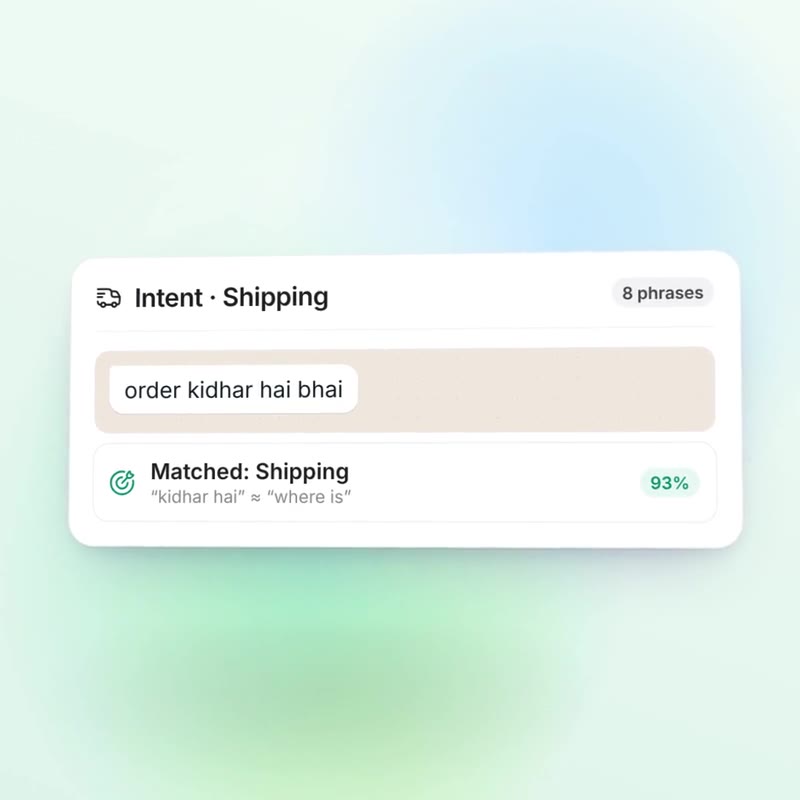 Intent · Shipping
8 phrases
order kidhar hai bhai
Matched: Shipping
“kidhar hai” ≈ “where is”
93%